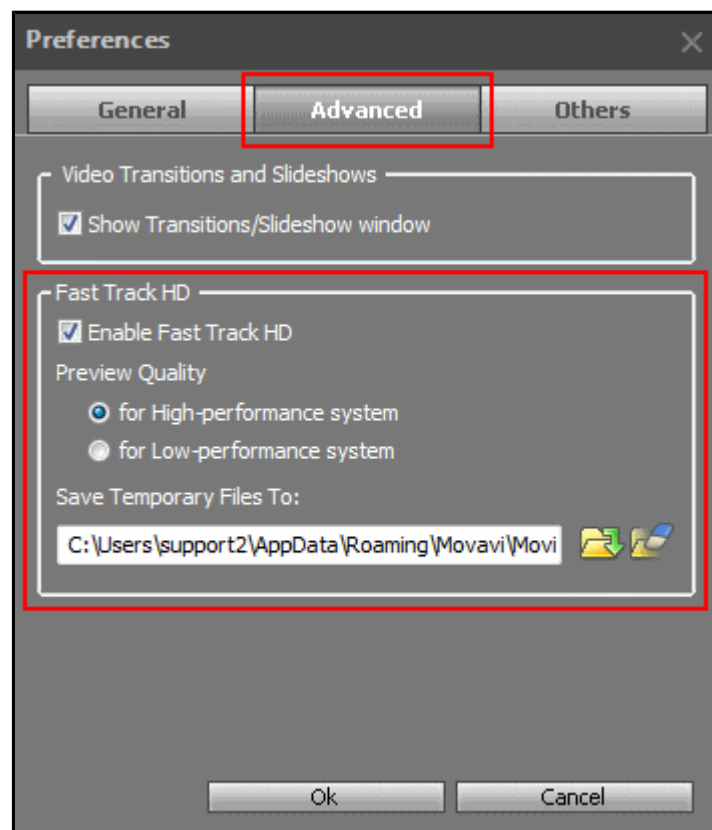 Preferences
General Advanced Others
Video Transitions and Slideshows
Show Transitions/Slideshow window
Fast Track HD
Enable Fast Track HD
Preview Quality
for High-performance system
for Low-performance system
Save Temporary Files To:
C:\Users\support2\AppData\Roaming\Movavi\Movi
Ok Cancel